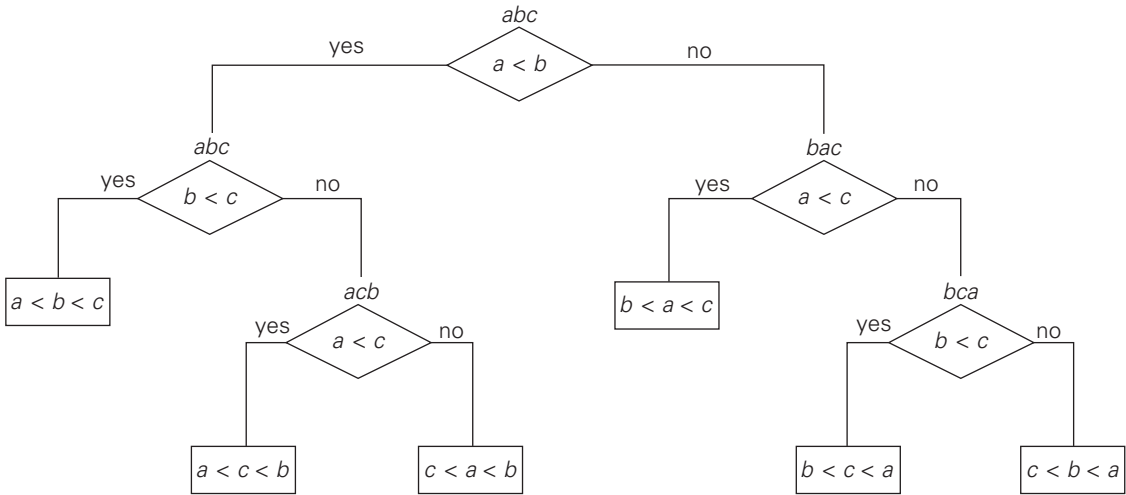 abc
yes
a < b
no
abc
bac
yes
b < c
no
yes
a < c
no
a < b < c
b < a < c
acb
bca
yes
a < c
no
yes
b < c
no
a < c < b
c < a < b
b < c < a
c < b < a